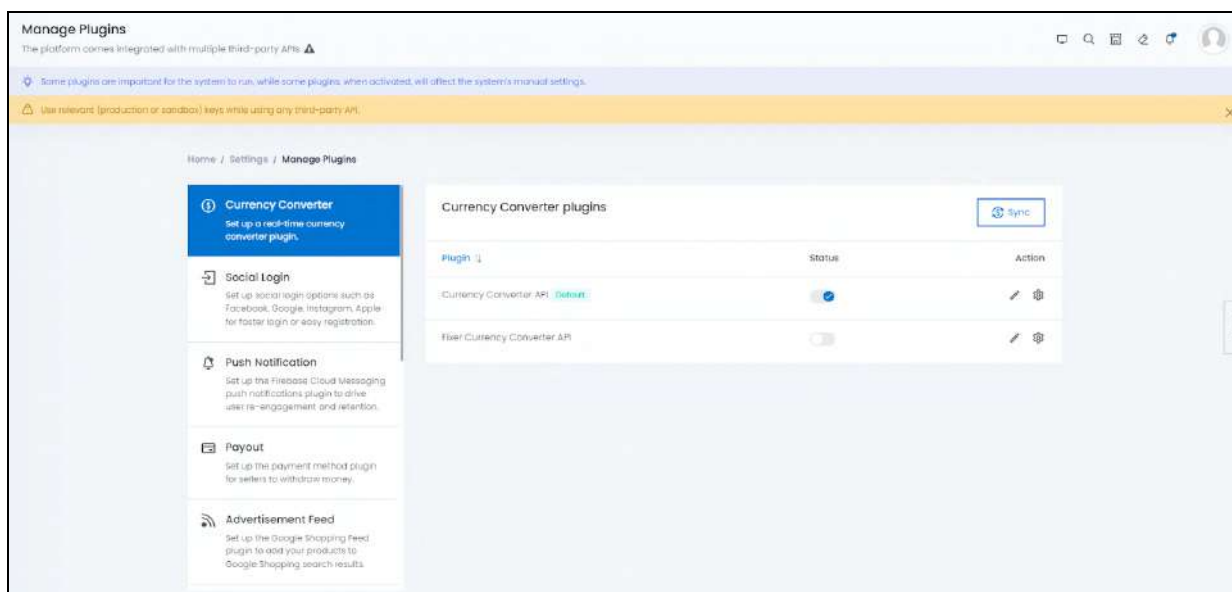 Manage Plugins
The platform comes integrated with multiple third-party APIs
Some plugins are important for the system to run, while some plugins, when activated, will affect the system's manual settings.
Use relevant (production or sandbox) keys while using any third-party API.
Home / Settings / Manage Plugins
Currency Converter
Set up a real-time currency
converter plugin.
Social Login
Set up social login options such as
Facebook, Google, Instagram, Apple
for faster login or easy registration.
Push Notification
Set up the Firebase Cloud Messaging
push notifications plugin to drive
user re-engagement and retention.
Payout
Set up the payment method plugin
for sellers to withdraw money.
Advertisement Feed
Set up the Google Shopping Feed
plugin to add your products to
Google Shopping search results.
Currency Converter plugins
Sync
Plugin Status Action
Currency Converter API Default
Fixer Currency Converter API